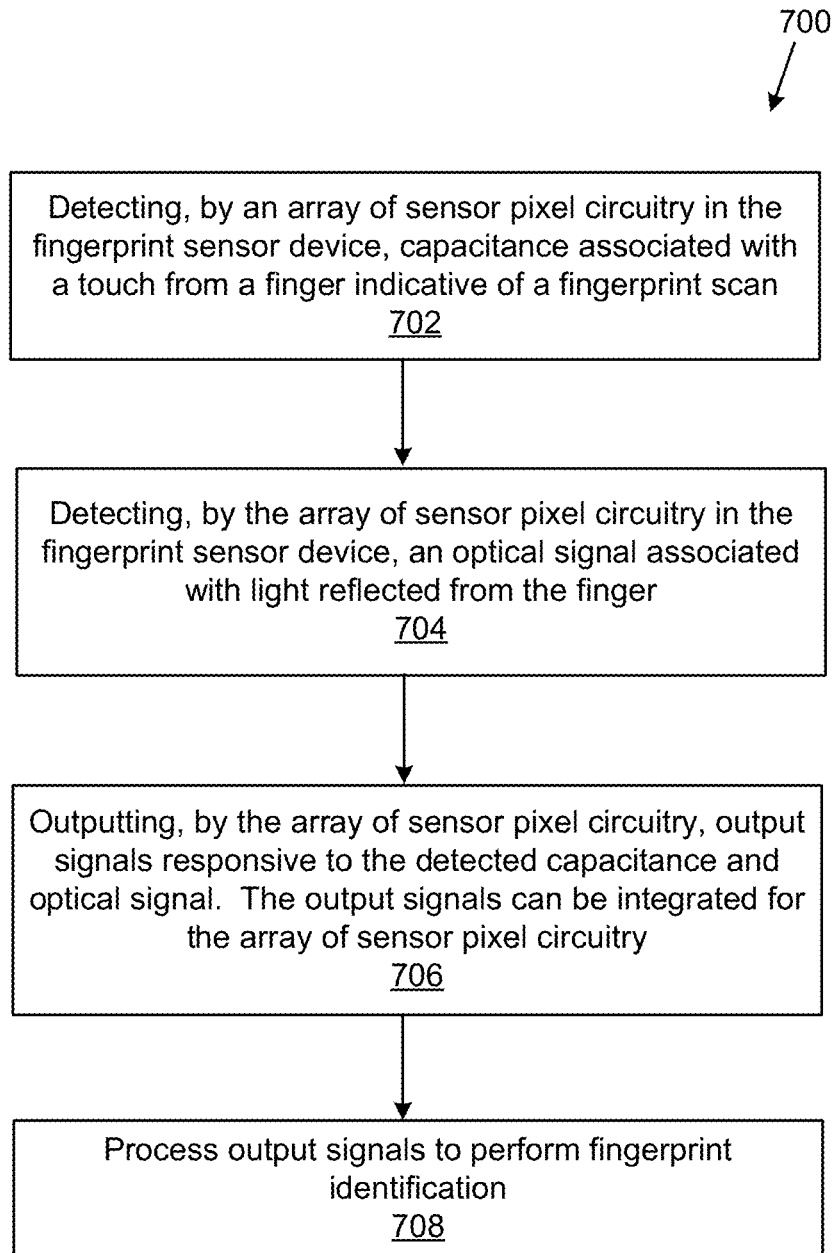 700
Detecting, by an array of sensor pixel circuitry in the
fingerprint sensor device, capacitance associated with
a touch from a finger indicative of a fingerprint scan
702
Detecting, by the array of sensor pixel circuitry in the
fingerprint sensor device, an optical signal associated
with light reflected from the finger
704
Outputting, by the array of sensor pixel circuitry, output
signals responsive to the detected capacitance and
optical signal.  The output signals can be integrated for
the array of sensor pixel circuitry
706
Process output signals to perform fingerprint
identification
708